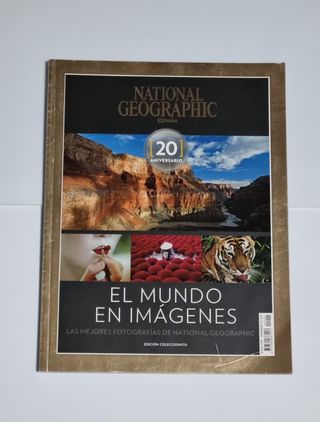 NATIONAL
GEOGRAPHIC
ESPAÑA
[20]
ANIVERSARIO
EL MUNDO
EN IMÁGENES
LAS MEJORES FOTOGRAFÍAS DE NATIONAL GEOGRAPHIC
EDICIÓN COLECCIONISTA